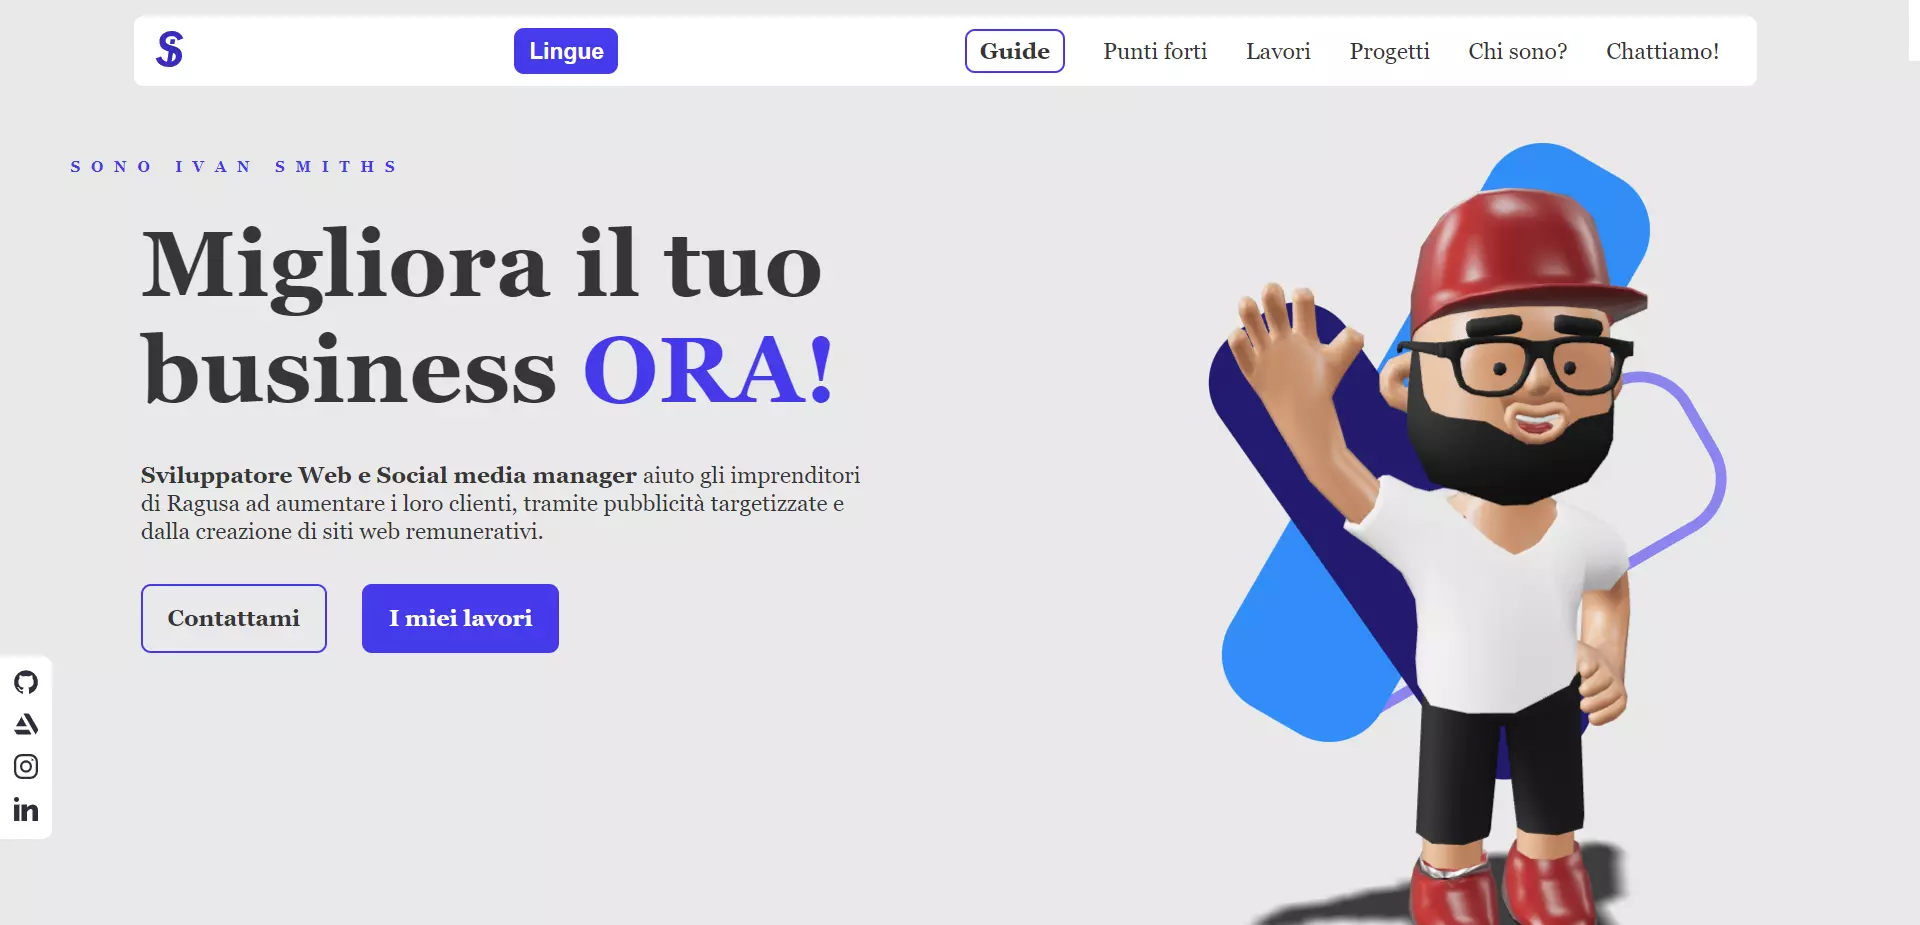 Lingue
Guide Punti forti Lavori Progetti Chi sono? Chattiamo!
SONO IVAN SMITHS
Migliora il tuo
business ORA!
Sviluppatore Web e Social media manager aiuto gli imprenditori
di Ragusa ad aumentare i loro clienti, tramite pubblicità targetizzate e
dalla creazione di siti web remunerativi.
Contattami I miei lavori
in